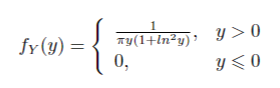 f_Y(y) = { 1/(πy(1+ln²y)), y > 0
0, y ⩽ 0